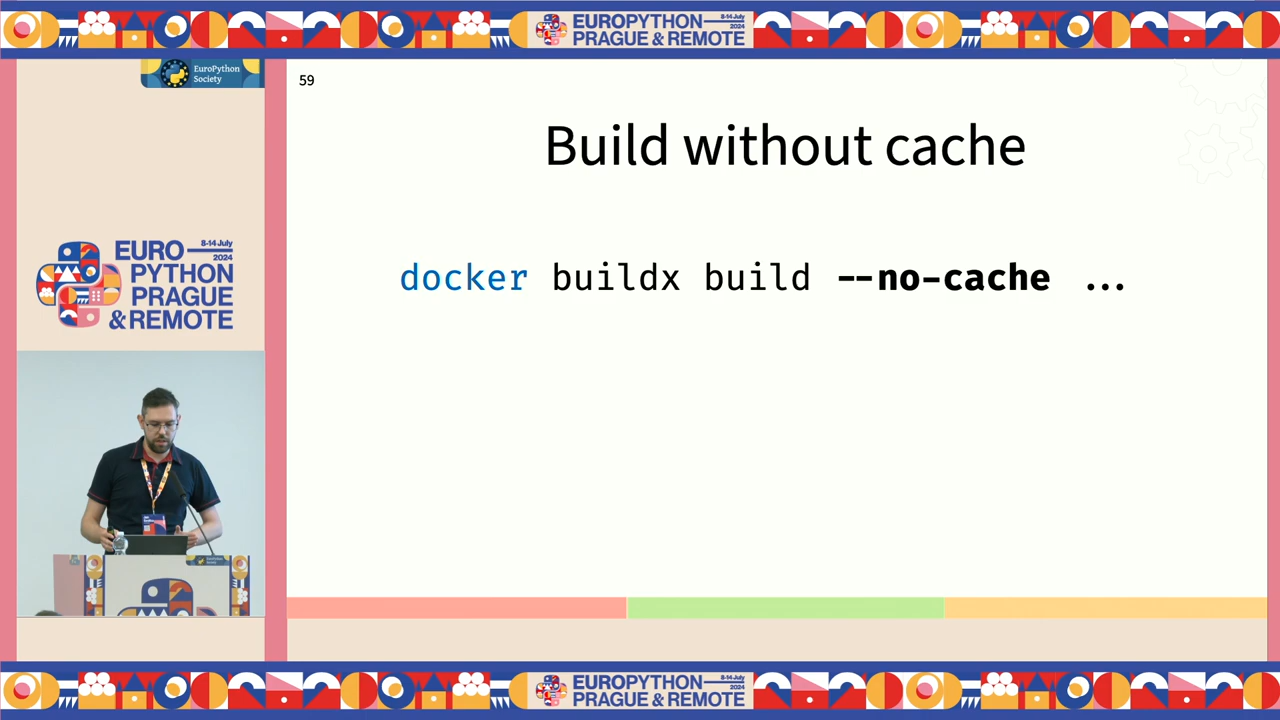 EUROPYTHON
8-14 July
2024
PRAGUE & REMOTE
EuroPython
Society
59
Build without cache
docker buildx build --no-cache ...
EURO
8-14 July
2024
PYTHON
PRAGUE
& REMOTE
EUROPYTHON
8-14 July
2024
PRAGUE & REMOTE